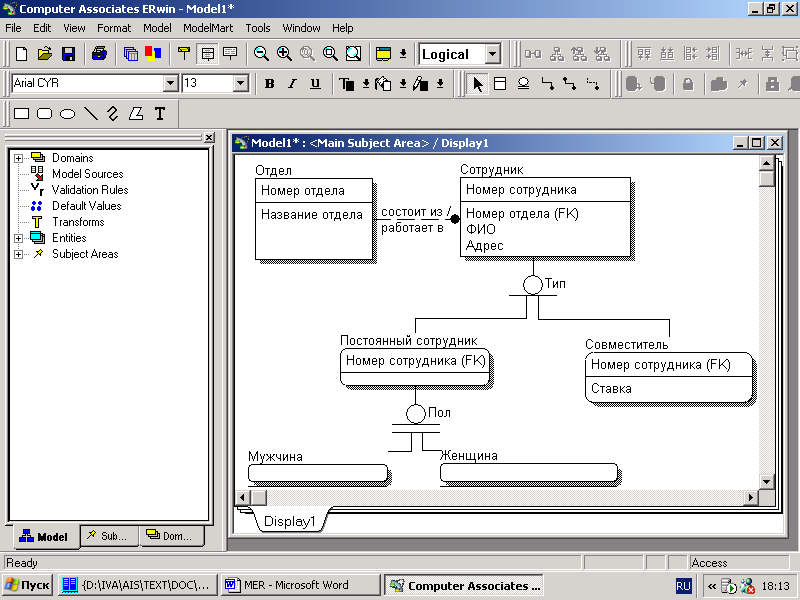 Computer Associates ERwin - Model1*
File Edit View Format Model ModelMart Tools Window Help
Logical
Arial CYR 13 B I U T
T
Domains
Model Sources
Validation Rules
Default Values
Transforms
Entities
Subject Areas
Model Sub... Dom...
Model1* : <Main Subject Area> / Display1
Отдел
Номер отдела
Название отдела
состоит из /
работает в
Сотрудник
Номер сотрудника
Номер отдела (FK)
ФИО
Адрес
Тип
Постоянный сотрудник
Номер сотрудника (FK)
Совместитель
Номер сотрудника (FK)
Ставка
Пол
Мужчина
Женщина
Display1
Ready Access
Пуск {D:\IVA\AIS\TEXT\DOC\... MER - Microsoft Word Computer Associates ... RU « 18:13